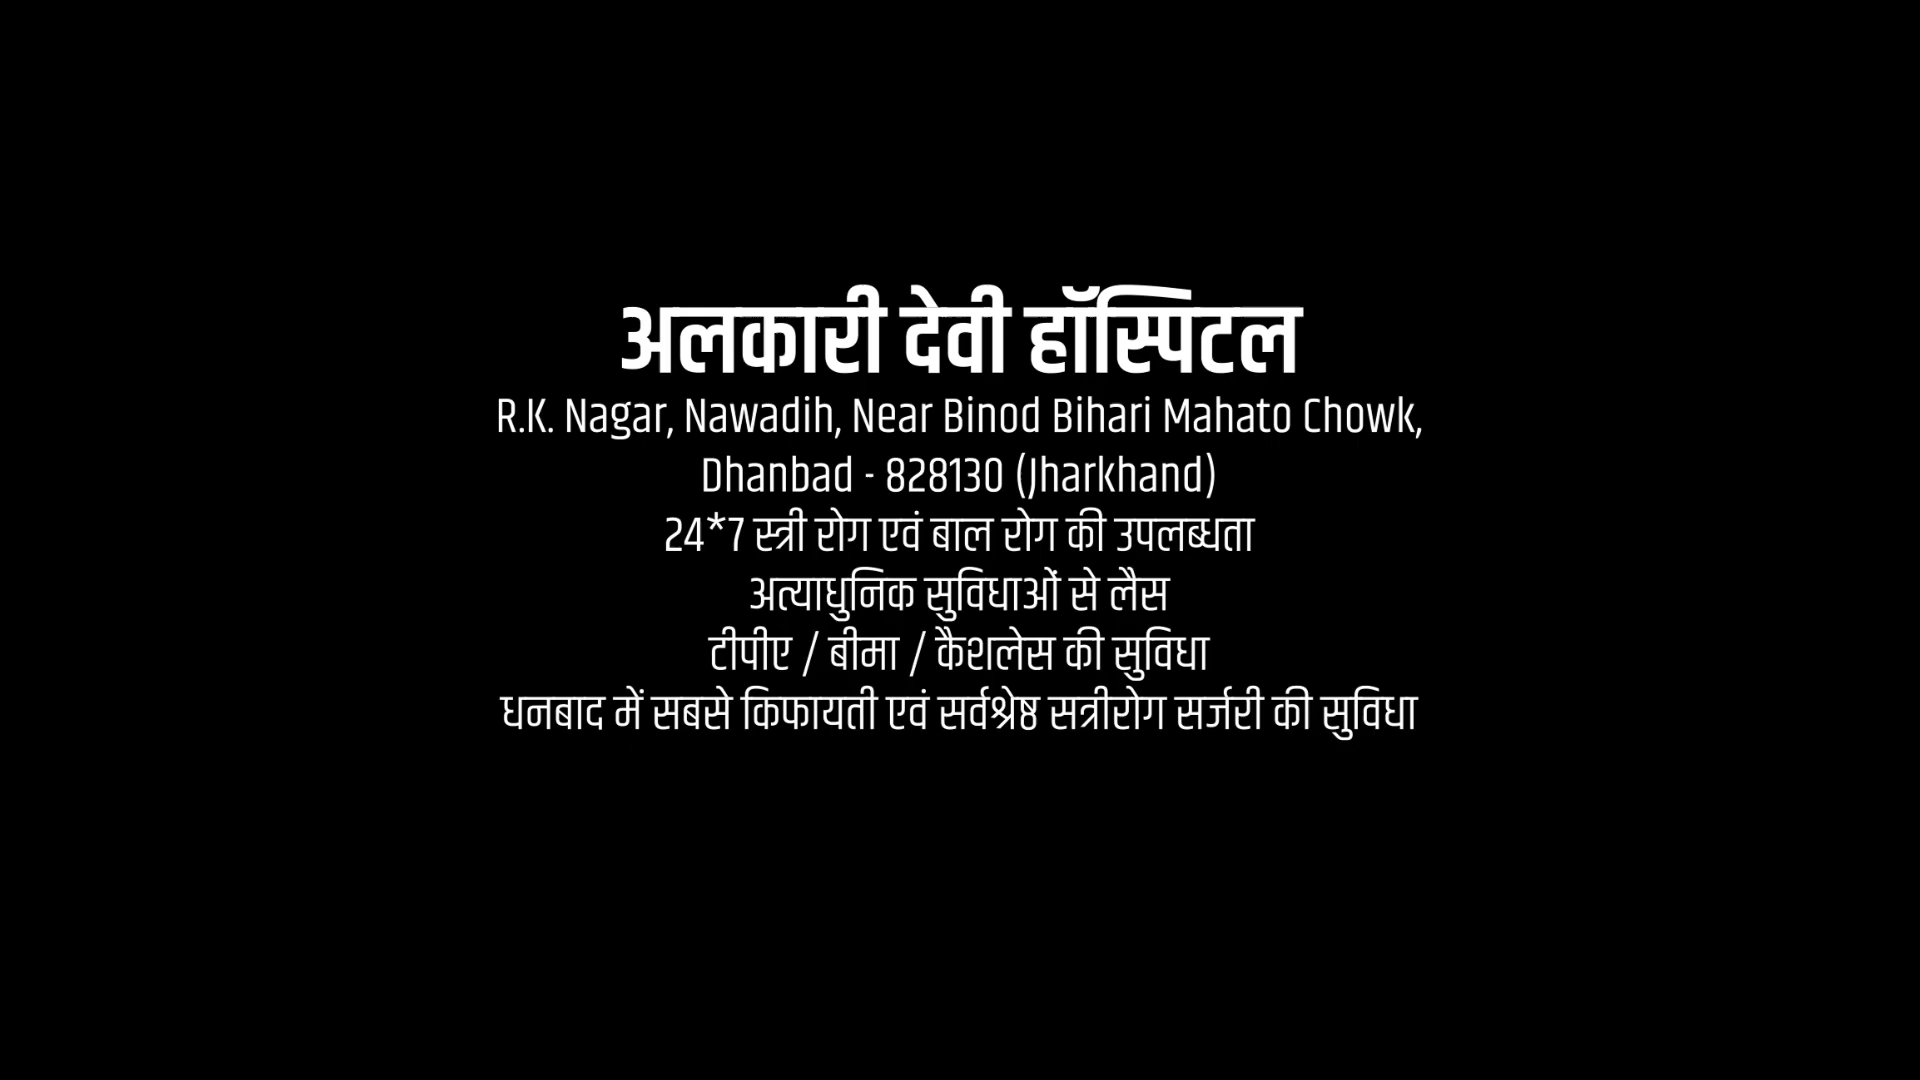 अलकारी देवी हॉस्पिटल
R.K. Nagar, Nawadih, Near Binod Bihari Mahato Chowk,
Dhanbad - 828130 (Jharkhand)
24*7 स्त्री रोग एवं बाल रोग की उपलब्धता
अत्याधुनिक सुविधाओं से लैस
टीपीए / बीमा / कैशलेस की सुविधा
धनबाद में सबसे किफायती एवं सर्वश्रेष्ठ सत्रीरोग सर्जरी की सुविधा